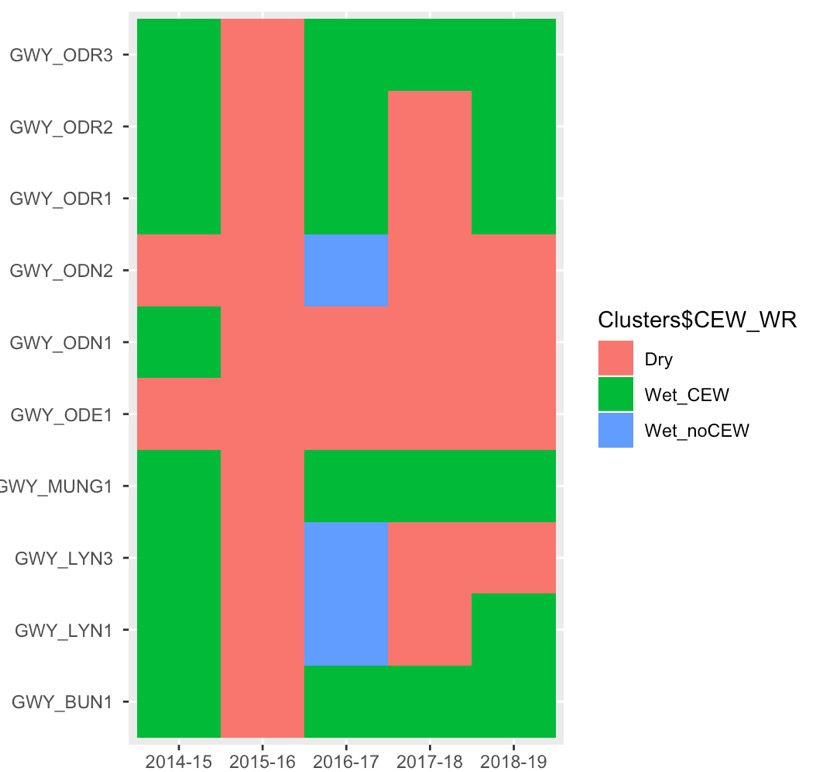 GWY_ODR3
GWY_ODR2
GWY_ODR1
GWY_ODN2
GWY_ODN1
GWY_ODE1
GWY_MUNG1
GWY_LYN3
GWY_LYN1
GWY_BUN1
2014-15 2015-16 2016-17 2017-18 2018-19
Clusters$CEW_WR
Dry
Wet_CEW
Wet_noCEW